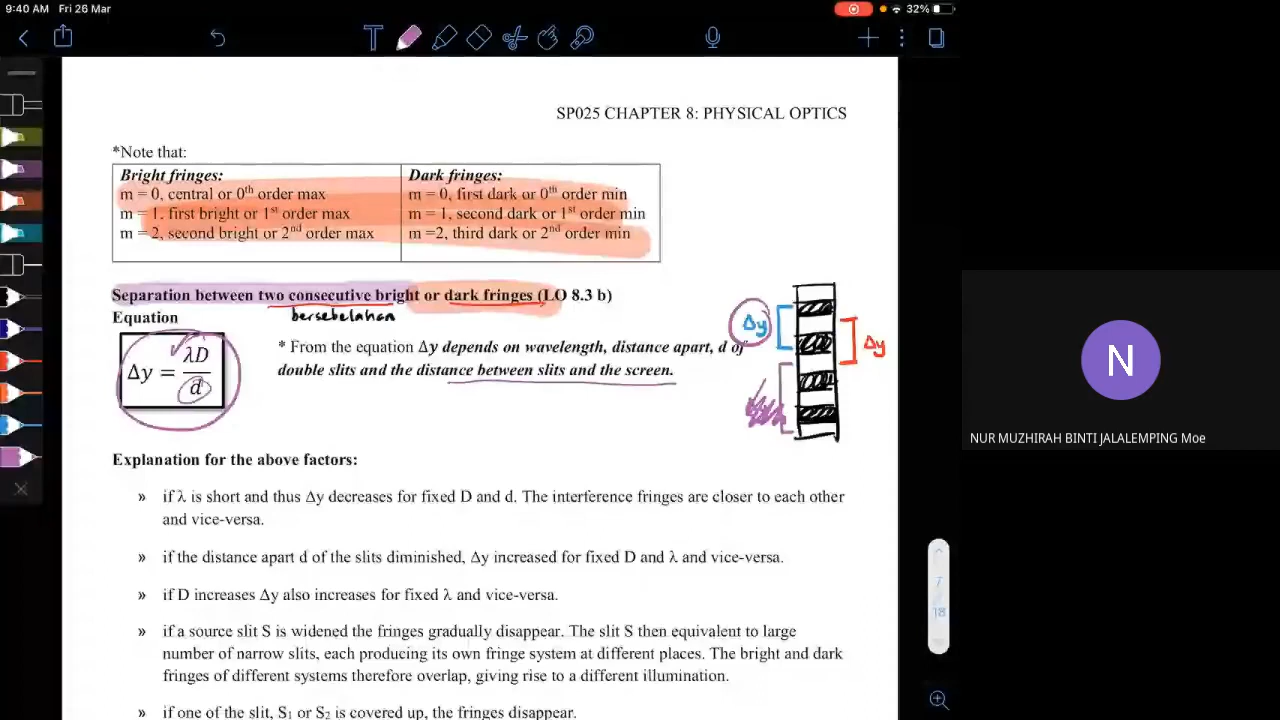 9:40 AM Fri 26 Mar
32%
SP025 CHAPTER 8: PHYSICAL OPTICS
*Note that:
Bright fringes:
m = 0, central or 0th order max
m = 1, first bright or 1st order max
m = 2, second bright or 2nd order max
Dark fringes:
m = 0, first dark or 0th order min
m = 1, second dark or 1st order min
m =2, third dark or 2nd order min
Separation between two consecutive bright or dark fringes (LO 8.3 b)
bersebelahan
Equation
Δy = λD/d
* From the equation Δy depends on wavelength, distance apart, d of
double slits and the distance between slits and the screen.
Δy
Δy
Explanation for the above factors:
» if λ is short and thus Δy decreases for fixed D and d. The interference fringes are closer to each other
and vice-versa.
» if the distance apart d of the slits diminished, Δy increased for fixed D and λ and vice-versa.
» if D increases Δy also increases for fixed λ and vice-versa.
» if a source slit S is widened the fringes gradually disappear. The slit S then equivalent to large
number of narrow slits, each producing its own fringe system at different places. The bright and dark
fringes of different systems therefore overlap, giving rise to a different illumination.
» if one of the slit, S1 or S2 is covered up, the fringes disappear.
7
18
N
NUR MUZHIRAH BINTI JALALEMPING Moe